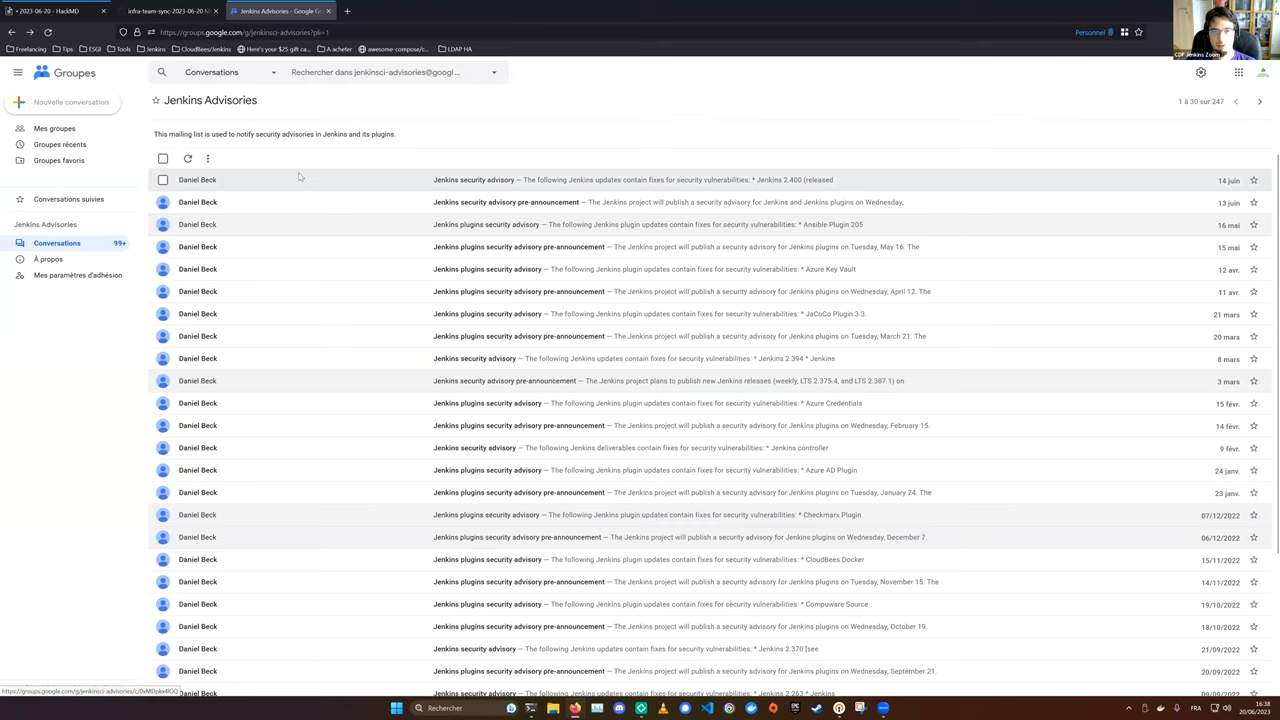 • 2023-06-20 - HackMD
infra-team-sync-2023-06-20 M
Jenkins Advisories - Google Gro
https://groups.google.com/g/jenkinsci-advisories?pli=1
Personnel
Freelancing
Tips
ESGI
Tools
Jenkins
CloudBees/Jenkins
Here's your $25 gift ca...
A acheter
awesome-compose/c...
LDAP HA
CDF Jenkins Zoom
Groupes
Conversations
Rechercher dans jenkinsci-advisories@googl ...
Nouvelle conversation
Mes groupes
Groupes récents
Groupes favoris
Conversations suivies
Jenkins Advisories
Conversations 99+
À propos
Mes paramètres d'adhésion
Jenkins Advisories
1 à 30 sur 247
This mailing list is used to notify security advisories in Jenkins and its plugins.
Daniel Beck Jenkins security advisory — The following Jenkins updates contain fixes for security vulnerabilities: * Jenkins 2.400 (released 14 juin
Daniel Beck Jenkins security advisory pre-announcement — The Jenkins project will publish a security advisory for Jenkins and Jenkins plugins on Wednesday, 13 juin
Daniel Beck Jenkins plugins security advisory — The following Jenkins plugin updates contain fixes for security vulnerabilities: * Ansible Plugin 205 16 mai
Daniel Beck Jenkins plugins security advisory pre-announcement — The Jenkins project will publish a security advisory for Jenkins plugins on Tuesday, May 16. The 15 mai
Daniel Beck Jenkins plugins security advisory — The following Jenkins plugin updates contain fixes for security vulnerabilities: * Azure Key Vault 12 avr.
Daniel Beck Jenkins plugins security advisory pre-announcement — The Jenkins project will publish a security advisory for Jenkins plugins on Wednesday, April 12. The 11 avr.
Daniel Beck Jenkins plugins security advisory — The following Jenkins plugin updates contain fixes for security vulnerabilities: * JaCoCo Plugin 3.3. 21 mars
Daniel Beck Jenkins plugins security advisory pre-announcement — The Jenkins project will publish a security advisory for Jenkins plugins on Tuesday, March 21. The 20 mars
Daniel Beck Jenkins security advisory — The following Jenkins updates contain fixes for security vulnerabilities: * Jenkins 2.394 * Jenkins 8 mars
Daniel Beck Jenkins security advisory pre-announcement — The Jenkins project plans to publish new Jenkins releases (weekly, LTS 2.375.4, and LTS 2.387.1) on 3 mars
Daniel Beck Jenkins plugins security advisory — The following Jenkins plugin updates contain fixes for security vulnerabilities: * Azure Credentials 15 févr.
Daniel Beck Jenkins plugins security advisory pre-announcement — The Jenkins project will publish a security advisory for Jenkins plugins on Wednesday, February 15. 14 févr.
Daniel Beck Jenkins security advisory — The following Jenkins deliverables contain fixes for security vulnerabilities: * Jenkins controller 9 févr.
Daniel Beck Jenkins plugins security advisory — The following Jenkins plugin updates contain fixes for security vulnerabilities: * Azure AD Plugin 24 janv.
Daniel Beck Jenkins plugins security advisory pre-announcement — The Jenkins project will publish a security advisory for Jenkins plugins on Tuesday, January 24. The 23 janv.
Daniel Beck Jenkins plugins security advisory — The following Jenkins plugin updates contain fixes for security vulnerabilities: * Checkmarx Plugin 07/12/2022
Daniel Beck Jenkins plugins security advisory pre-announcement — The Jenkins project will publish a security advisory for Jenkins plugins on Wednesday, December 7. 06/12/2022
Daniel Beck Jenkins plugins security advisory — The following Jenkins plugin updates contain fixes for security vulnerabilities: * CloudBees Docker 15/11/2022
Daniel Beck Jenkins plugins security advisory pre-announcement — The Jenkins project will publish a security advisory for Jenkins plugins on Tuesday, November 15. The 14/11/2022
Daniel Beck Jenkins plugins security advisory — The following Jenkins plugin updates contain fixes for security vulnerabilities: * Compuware Source 19/10/2022
Daniel Beck Jenkins plugins security advisory pre-announcement — The Jenkins project will publish a security advisory for Jenkins plugins on Wednesday, October 19. 18/10/2022
Daniel Beck Jenkins security advisory — The following Jenkins updates contain fixes for security vulnerabilities: * Jenkins 2.370 [see 21/09/2022
Daniel Beck Jenkins plugins security advisory pre-announcement — The Jenkins project will publish a security advisory for Jenkins plugins on Wednesday, September 21. 20/09/2022
Daniel Beck Jenkins security advisory — The following Jenkins updates contain fixes for security vulnerabilities: * Jenkins 2.263 * Jenkins 09/09/2022
Rechercher
FRA
16:38
20/06/2023